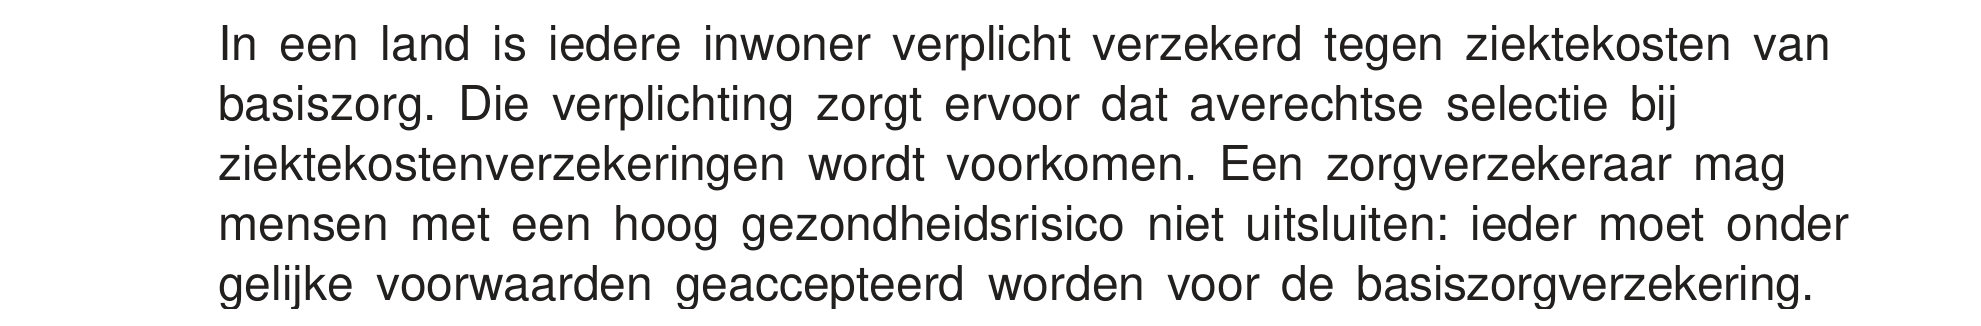 In een land is iedere inwoner verplicht verzekerd tegen ziektekosten van
basiszorg. Die verplichting zorgt ervoor dat averechtse selectie bij
ziektekostenverzekeringen wordt voorkomen. Een zorgverzekeraar mag
mensen met een hoog gezondheidsrisico niet uitsluiten: ieder moet onder
gelijke voorwaarden geaccepteerd worden voor de basiszorgverzekering.